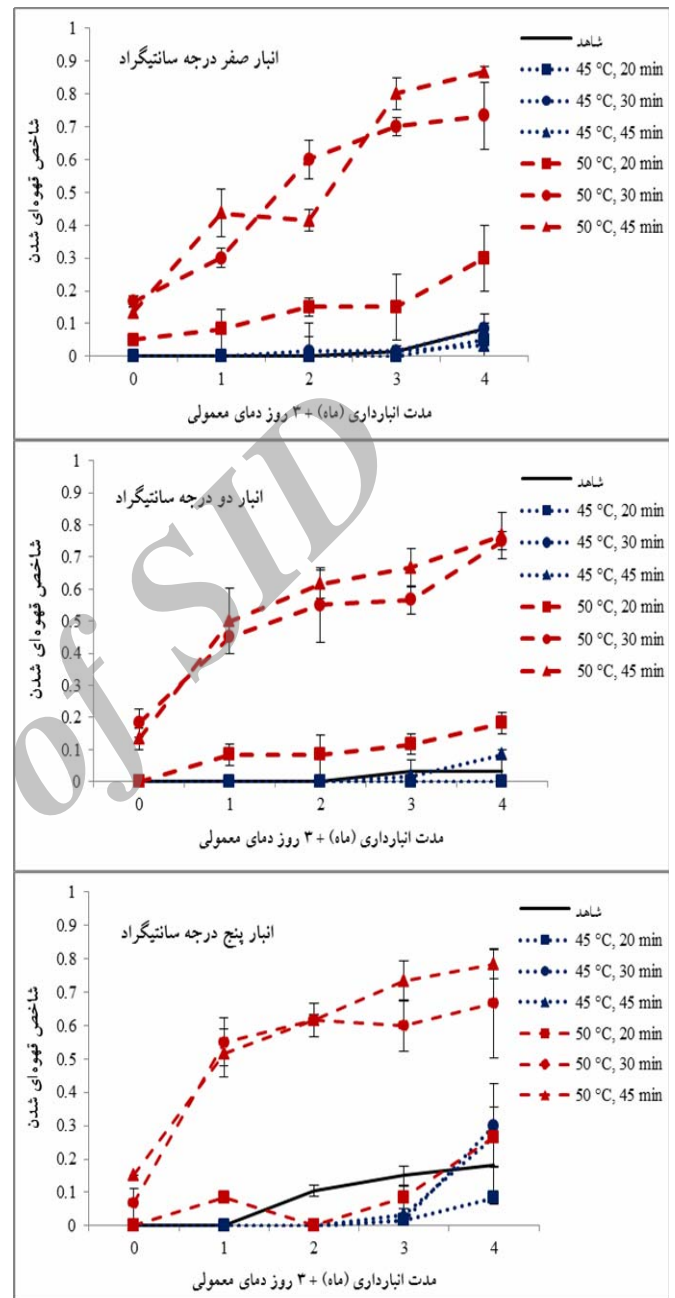 انبار صفر درجه سانتیگراد
شاخص قهوه‌ای شدن
1
0.9
0.8
0.7
0.6
0.5
0.4
0.3
0.2
0.1
0
0 1 2 3 4
مدت انبارداری (ماه) + ۳ روز دمای معمولی
شاهد
45 °C, 20 min
45 °C, 30 min
45 °C, 45 min
50 °C, 20 min
50 °C, 30 min
50 °C, 45 min
انبار دو درجه سانتیگراد
شاخص قهوه‌ای شدن
1
0.9
0.8
0.7
0.6
0.5
0.4
0.3
0.2
0.1
0
0 1 2 3 4
مدت انبارداری (ماه) + ۳ روز دمای معمولی
شاهد
45 °C, 20 min
45 °C, 30 min
45 °C, 45 min
50 °C, 20 min
50 °C, 30 min
50 °C, 45 min
انبار پنج درجه سانتیگراد
شاخص قهوه‌ای شدن
1
0.9
0.8
0.7
0.6
0.5
0.4
0.3
0.2
0.1
0
0 1 2 3 4
مدت انبارداری (ماه) + ۳ روز دمای معمولی
شاهد
45 °C, 20 min
45 °C, 30 min
45 °C, 45 min
50 °C, 20 min
50 °C, 30 min
50 °C, 45 min
of SID